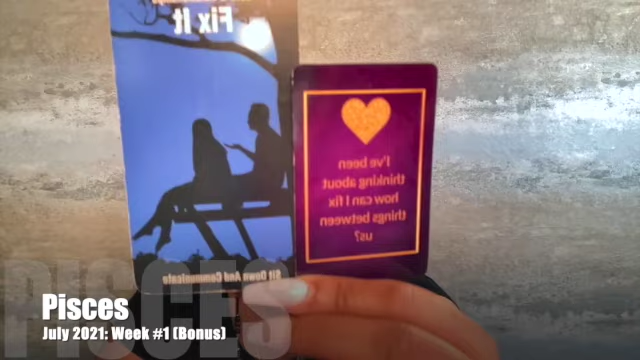 Fix It
Sit Down And Communicate
I've been
thinking about
how can I fix
things between
us?
PISCES
Pisces
July 2021: Week #1 (Bonus)